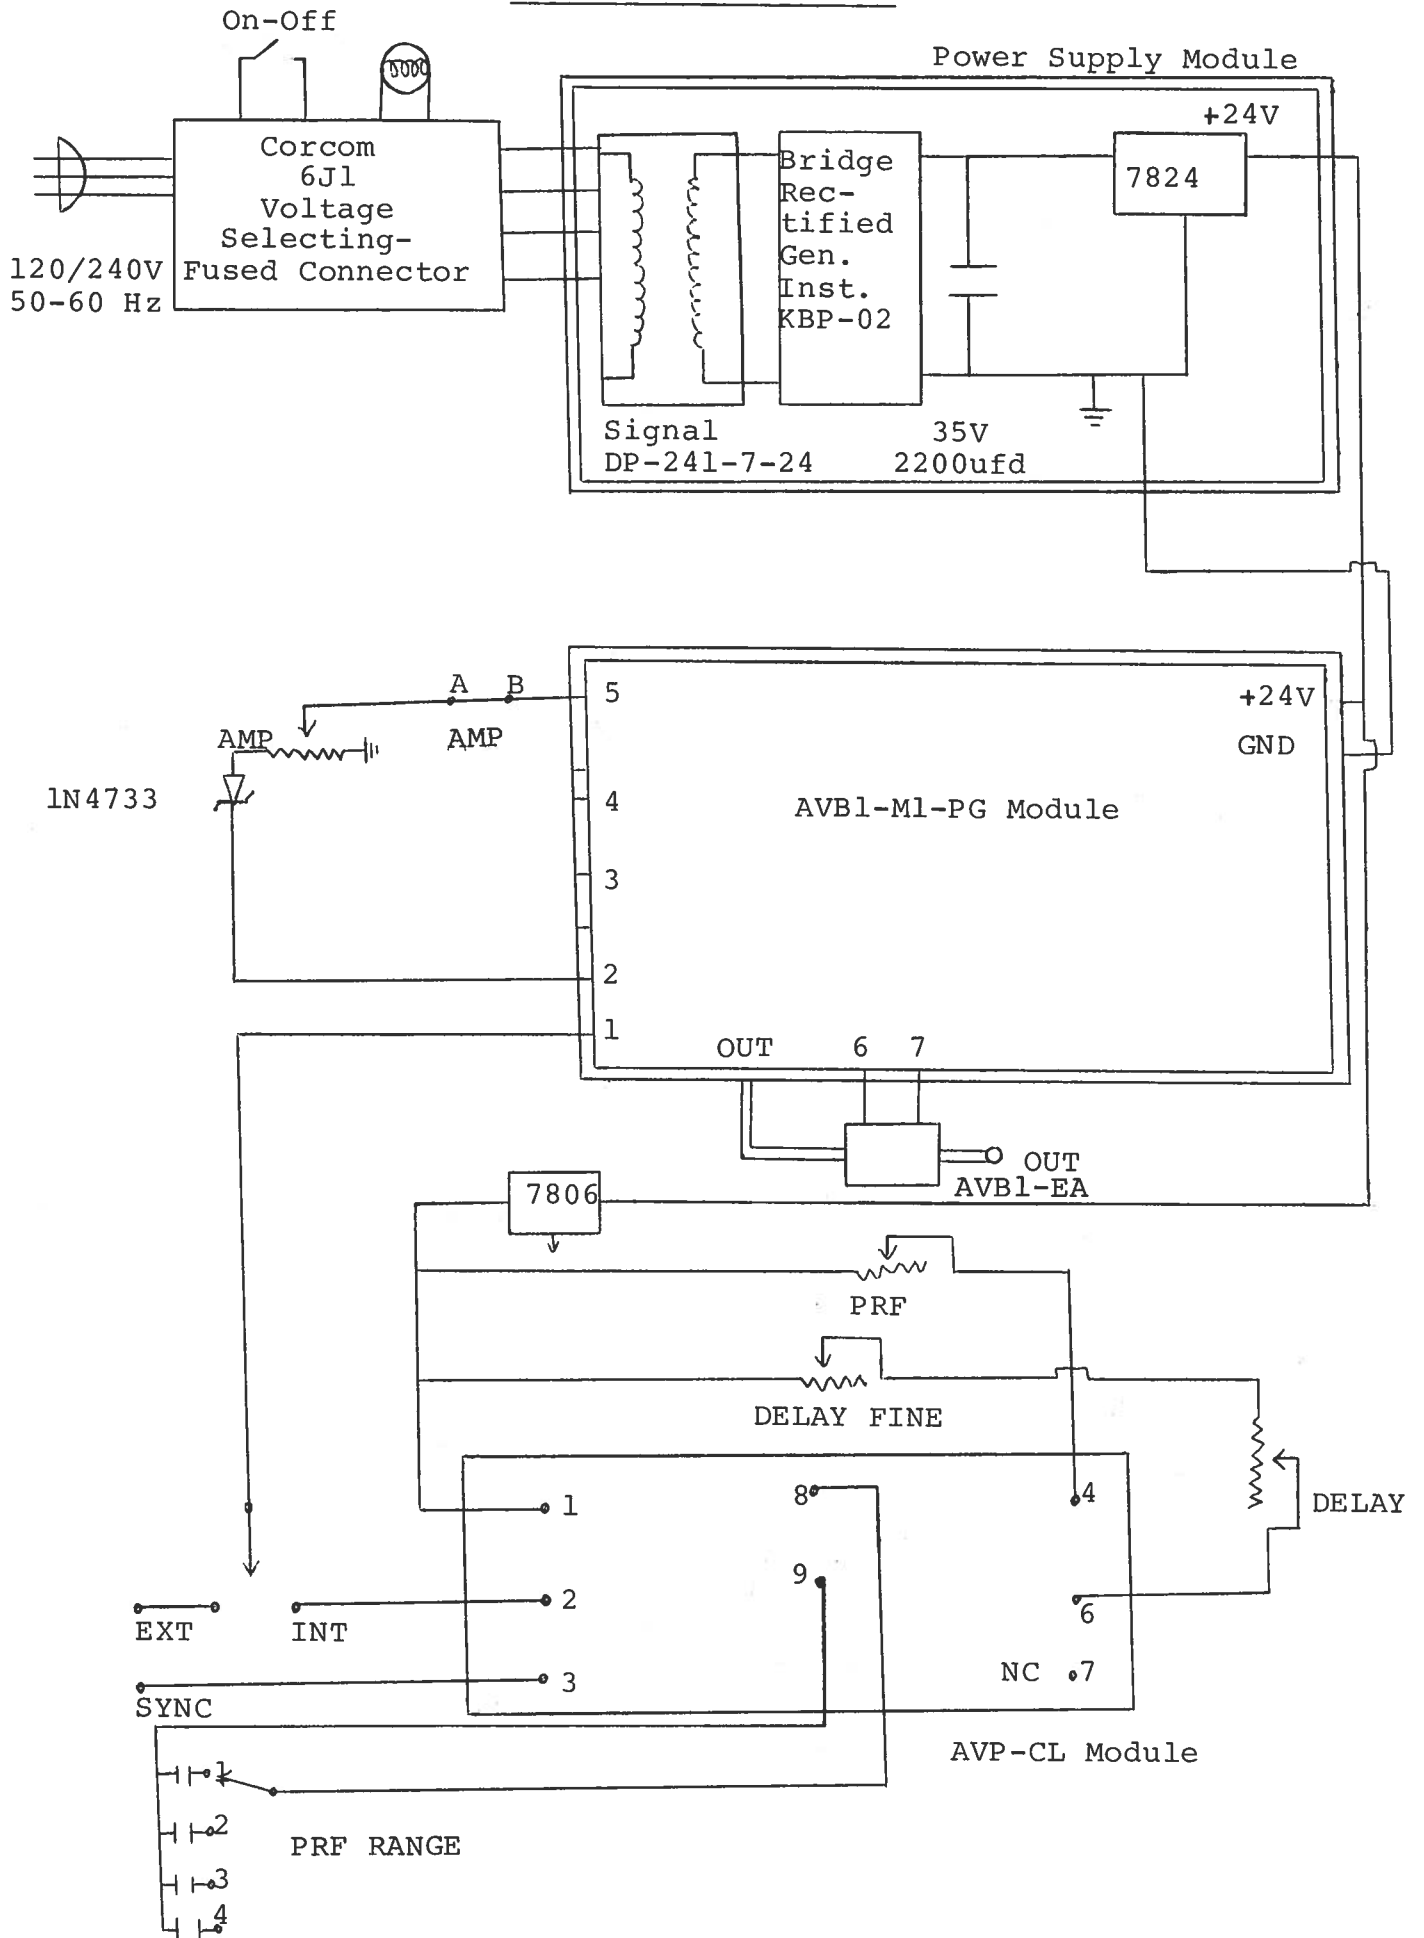 On-Off
Power Supply Module
+24V
Corcom
6J1
Voltage
Selecting-
Fused Connector
120/240V
50-60 Hz
Bridge
Rec-
tified
Gen.
Inst.
KBP-02
7824
Signal
DP-241-7-24
35V
2200ufd
A B
AMP
AMP
1N4733
5
4
3
2
1
+24V
GND
AVB1-M1-PG Module
OUT 6 7
OUT
AVB1-EA
7806
PRF
DELAY FINE
DELAY
1
2
3
8
9
4
6
NC 7
EXT
INT
SYNC
AVP-CL Module
1
2
3
4
PRF RANGE